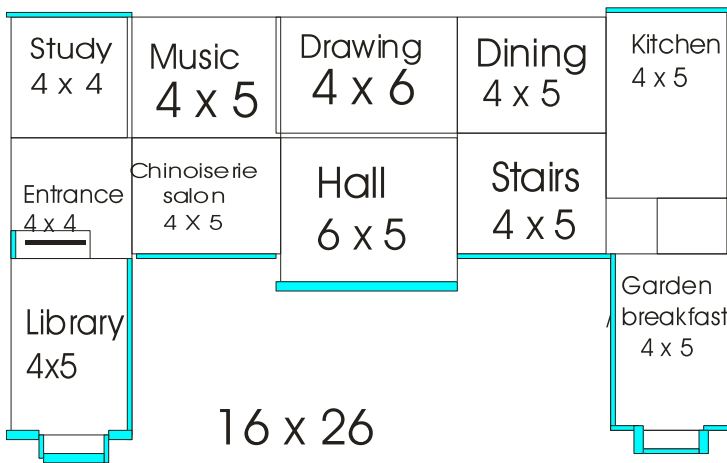 Study
4 x 4
Music
4 x 5
Drawing
4 x 6
Dining
4 x 5
Kitchen
4 x 5
Entrance
4 x 4
Chinoiserie
salon
4 X 5
Hall
6 x 5
Stairs
4 x 5
Library
4x5
Garden
/ breakfast
4 x 5
16 x 26